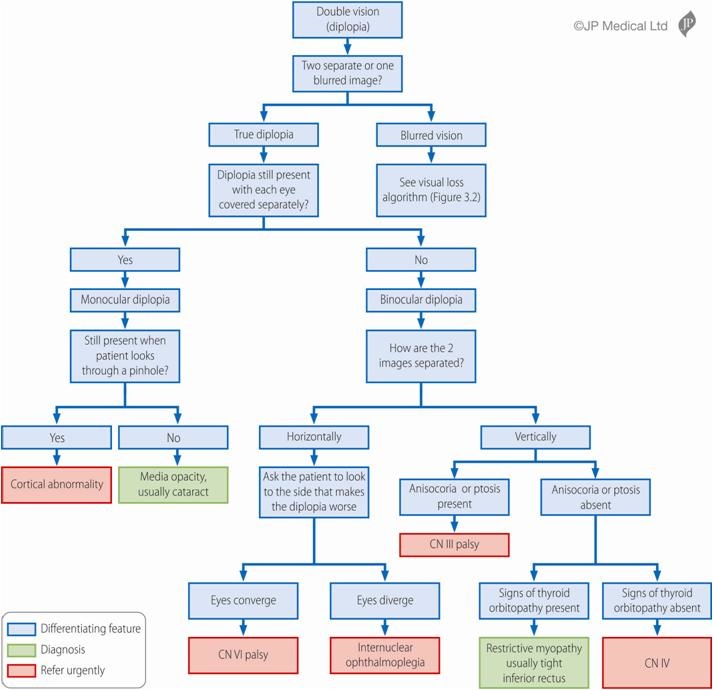 Double vision
(diplopia)
©JP Medical Ltd
JP
Two separate or one
blurred image?
True diplopia
Blurred vision
Diplopia still present
with each eye
covered separately?
See visual loss
algorithm (Figure 3.2)
Yes
No
Monocular diplopia
Binocular diplopia
Still present when
patient looks
through a pinhole?
How are the 2
images separated?
Yes
No
Horizontally
Vertically
Cortical abnormality
Media opacity,
usually cataract
Ask the patient to look
to the side that makes
the diplopia worse
Anisocoria or ptosis
present
Anisocoria or ptosis
absent
CN III palsy
Eyes converge
Eyes diverge
Signs of thyroid
orbitopathy present
Signs of thyroid
orbitopathy absent
CN VI palsy
Internuclear
ophthalmoplegia
Restrictive myopathy
usually tight
inferior rectus
CN IV
Differentiating feature
Diagnosis
Refer urgently